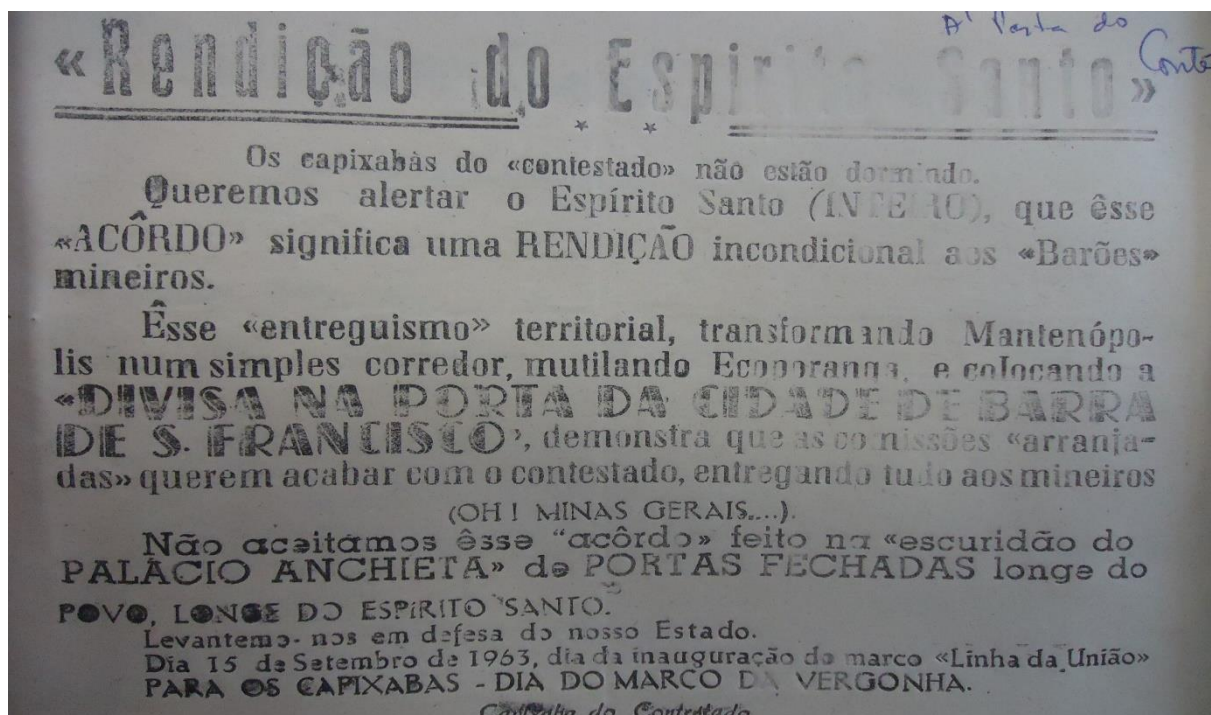 A' Pasta do
Conte
«Rendição do Espirito Santo»
* *
Os capixabàs do «contestado» não estão dormindo.
Queremos alertar o Espírito Santo (INTEIRO), que êsse
«ACÔRDO» significa uma RENDIÇÃO incondicional aos «Barões»
mineiros.
Êsse «entreguismo» territorial, transformando Mantenópo-
lis num simples corredor, mutilando Ecoporanga, e colocando a
«DIVISA NA PORTA DA CIDADE DE BARRA
DE S. FRANCISCO», demonstra que as comissões «arranja-
das» querem acabar com o contestado, entregando tudo aos mineiros
(OH! MINAS GERAIS....).
Não aceitamos êsse "acôrdo» feito na «escuridão do
PALÁCIO ANCHIETA» de PORTAS FECHADAS longe do
POVO, LONGE DO ESPÍRITO SANTO.
Levantemo-nos em defesa do nosso Estado.
Dia 15 de Setembro de 1963, dia da inauguração do marco «Linha da União»
PARA OS CAPIXABAS - DIA DO MARCO DA VERGONHA.
do Contestado